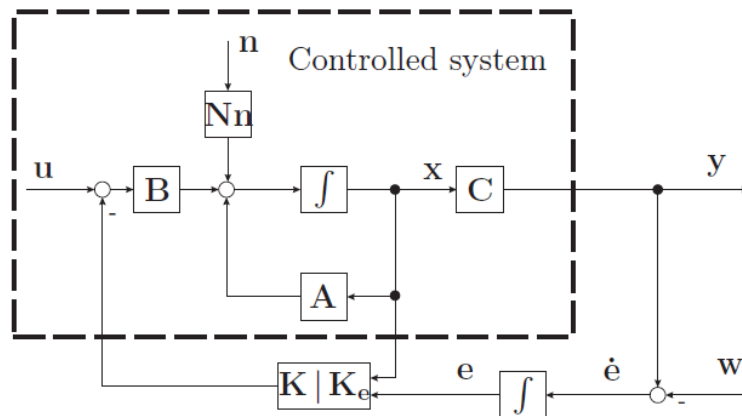 n
Controlled system
Nn
u
B
∫
x
C
y
-
A
K | Kₑ
e
∫
ė
w
-